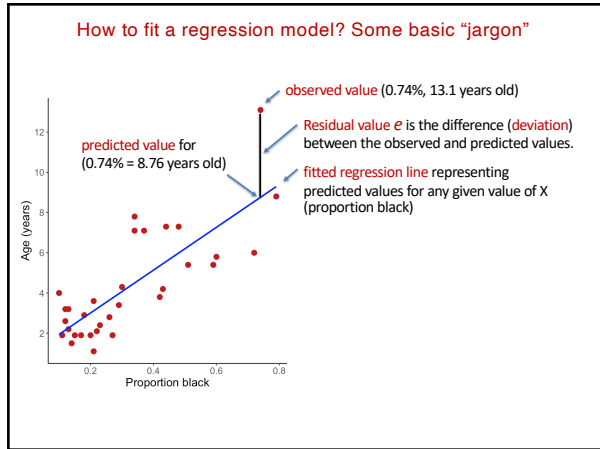 How to fit a regression model? Some basic “jargon”
observed value (0.74%, 13.1 years old)
Residual value e is the difference (deviation)
between the observed and predicted values.
predicted value for
(0.74% = 8.76 years old)
fitted regression line representing
predicted values for any given value of X
(proportion black)
Age (years)
12
10
8
6
4
2
0.2
0.4
0.6
0.8
Proportion black